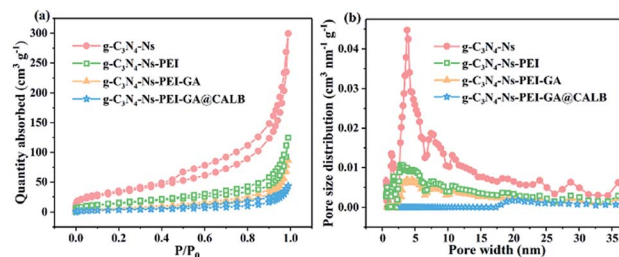 (a)
Quantity absorbed (cm³ g⁻¹)
300
250
200
150
100
50
0
g-C₃N₄-Ns
g-C₃N₄-Ns-PEI
g-C₃N₄-Ns-PEI-GA
g-C₃N₄-Ns-PEI-GA@CALB
0.0 0.2 0.4 0.6 0.8 1.0
P/P₀
(b)
Pore size distribution (cm³ nm⁻¹ g⁻¹)
0.04
0.03
0.02
0.01
0.00
g-C₃N₄-Ns
g-C₃N₄-Ns-PEI
g-C₃N₄-Ns-PEI-GA
g-C₃N₄-Ns-PEI-GA@CALB
0 5 10 15 20 25 30 35
Pore width (nm)